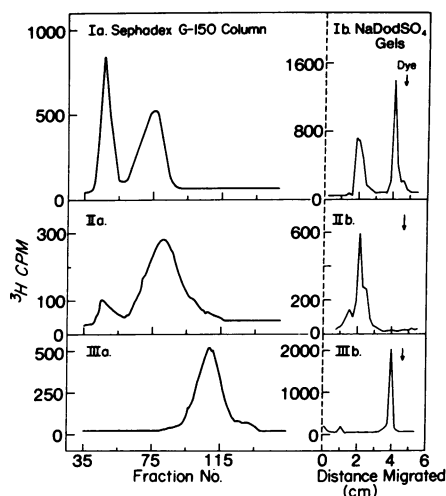 Ia. Sephadex G-150 Column
Ib. NaDodSO4 Gels
Dye
1000
500
0
1600
800
0
IIa.
IIb.
300
200
100
0
600
300
0
IIIa.
IIIb.
500
250
0
2000
1000
0
35 75 115
0 2 4 6
³H CPM
Fraction No.
Distance Migrated
(cm)